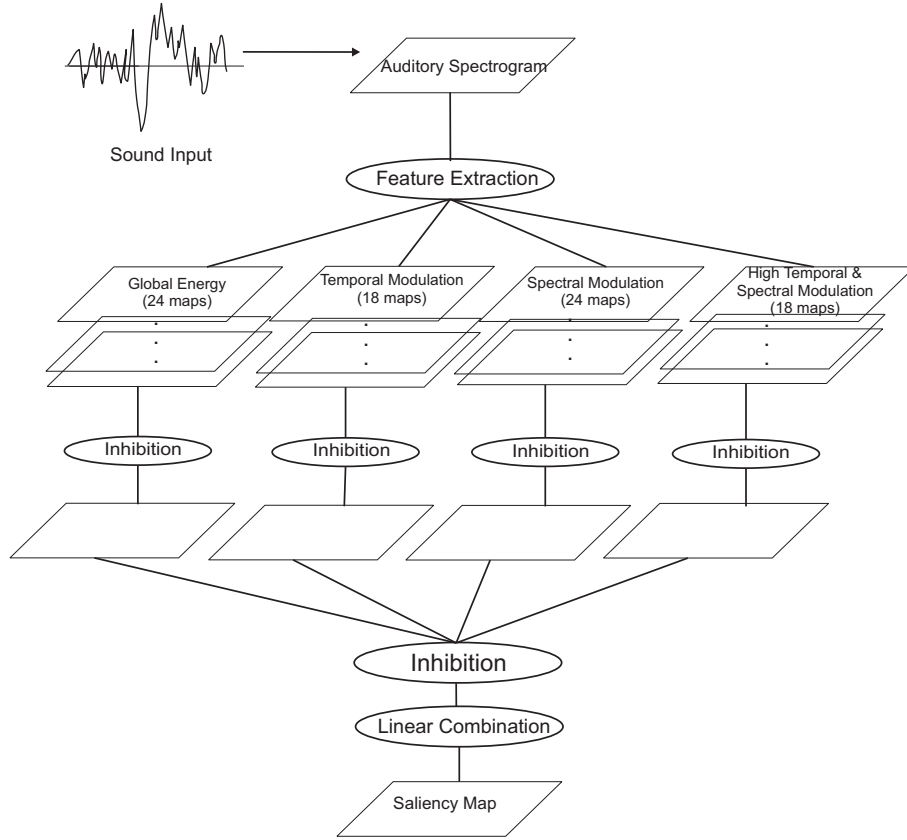 Auditory Spectrogram
Sound Input
Feature Extraction
Global Energy
(24 maps)
Temporal Modulation
(18 maps)
Spectral Modulation
(24 maps)
High Temporal &
Spectral Modulation
(18 maps)
Inhibition
Inhibition
Inhibition
Inhibition
Inhibition
Linear Combination
Saliency Map